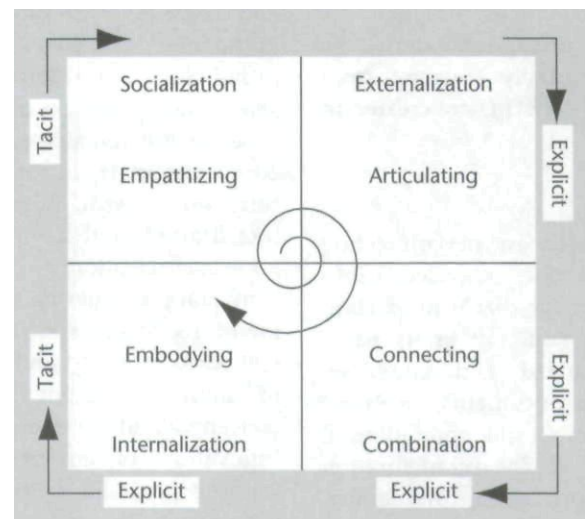 Socialization
Externalization
Tacit
Explicit
Empathizing
Articulating
Embodying
Connecting
Tacit
Explicit
Internalization
Combination
Explicit
Explicit